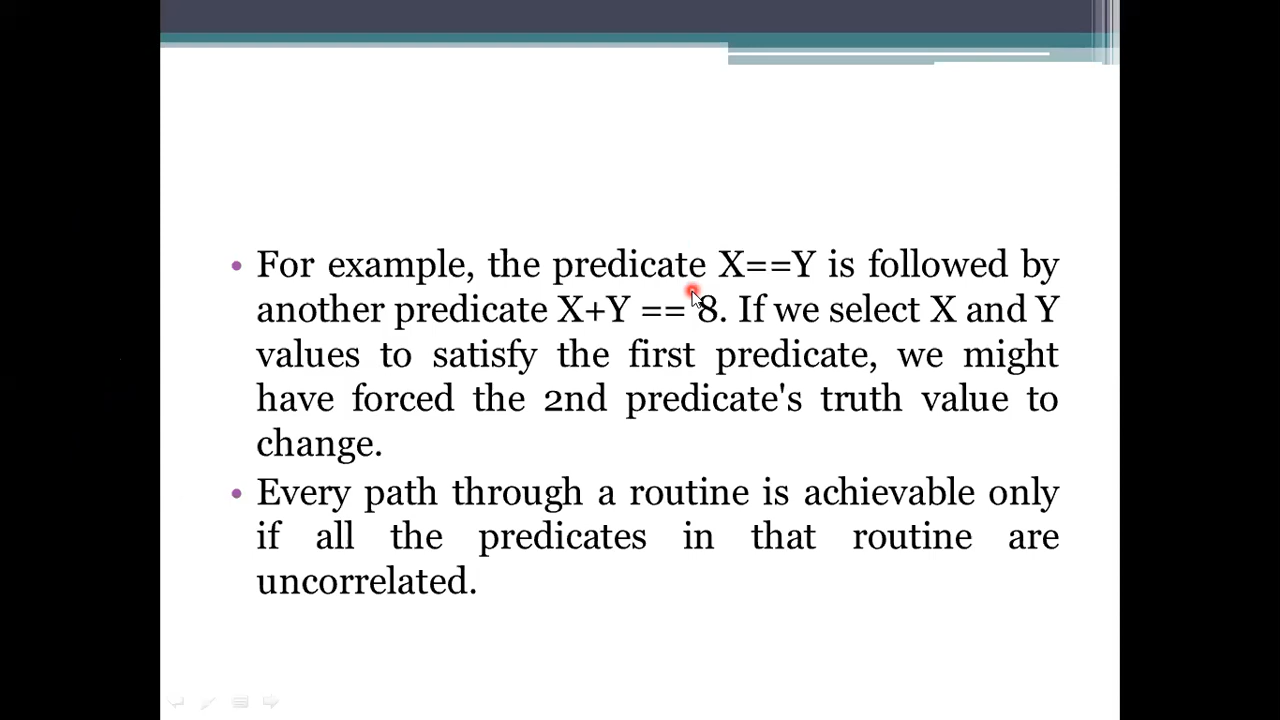 • For example, the predicate X==Y is followed by
another predicate X+Y == 8. If we select X and Y
values to satisfy the first predicate, we might
have forced the 2nd predicate's truth value to
change.
• Every path through a routine is achievable only
if all the predicates in that routine are
uncorrelated.